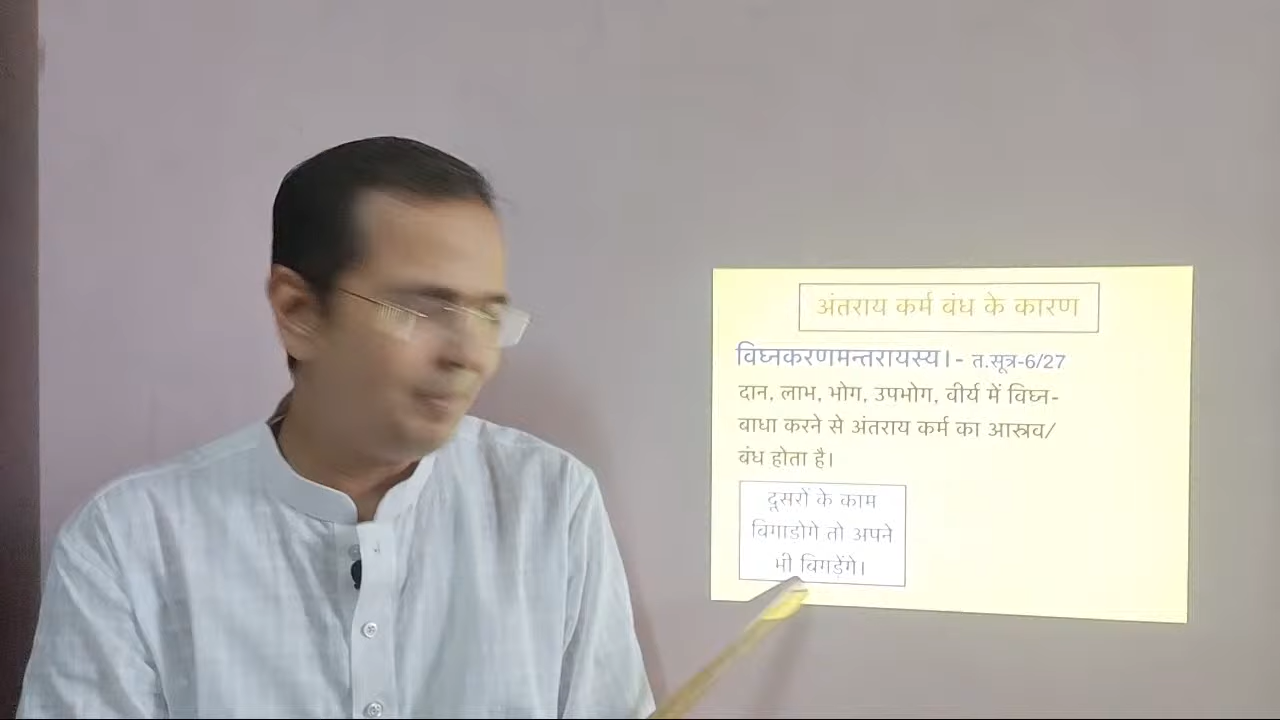 अंतराय कर्म बंध के कारण
विघ्नकरणमन्तरायस्य। - त.सूत्र-6/27
दान, लाभ, भोग, उपभोग, वीर्य में विघ्न-
बाधा करने से अंतराय कर्म का आस्त्रव/
बंध होता है।
दूसरों के काम
बिगाडोगे तो अपने
भी बिगड़ेंगे।